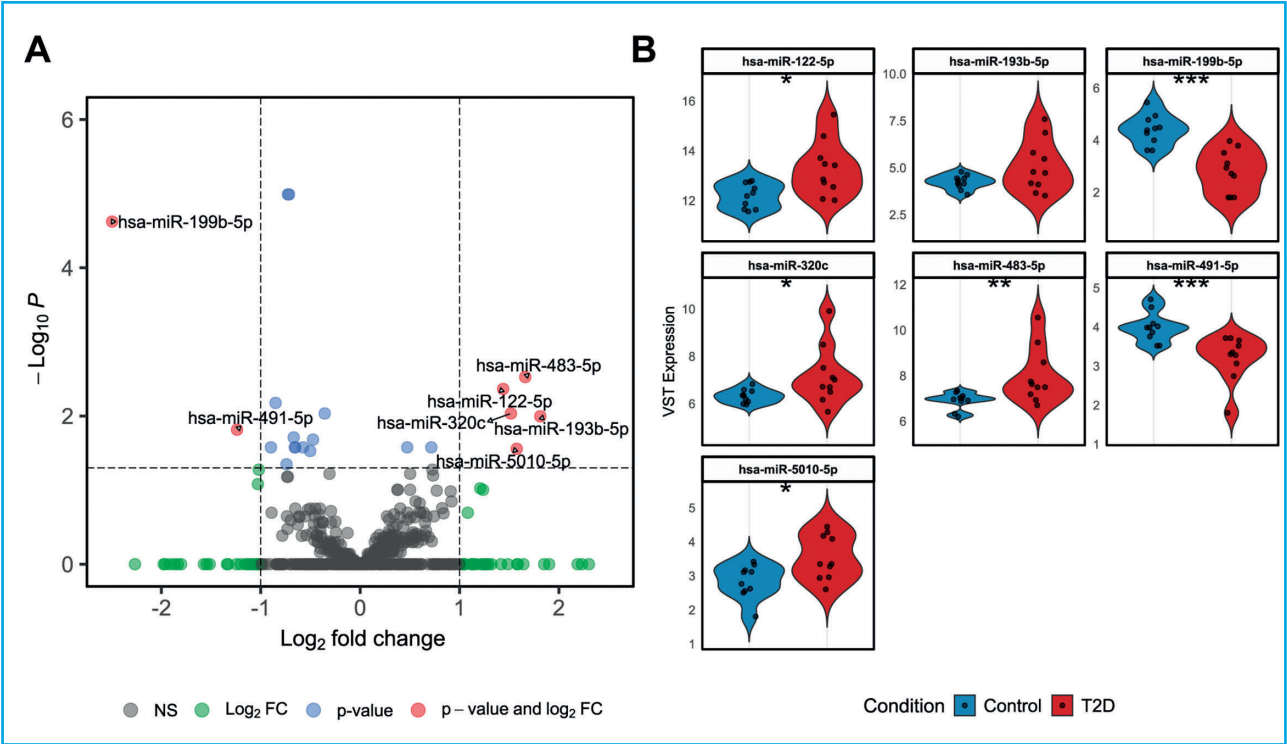 A
6
4
2
0
− Log10 P
-2
-1
0
1
2
Log2 fold change
hsa-miR-199b-5p
hsa-miR-483-5p
hsa-miR-122-5p
hsa-miR-491-5p
hsa-miR-320c
hsa-miR-193b-5p
hsa-miR-5010-5p
NS
Log2 FC
p-value
p − value and log2 FC
B
VST Expression
hsa-miR-122-5p
*
16
14
12
hsa-miR-193b-5p
10.0
7.5
5.0
2.5
hsa-miR-199b-5p
***
6
4
2
hsa-miR-320c
*
10
8
6
hsa-miR-483-5p
**
12
10
8
6
hsa-miR-491-5p
***
5
4
3
2
1
hsa-miR-5010-5p
*
5
4
3
2
1
Condition
Control
T2D